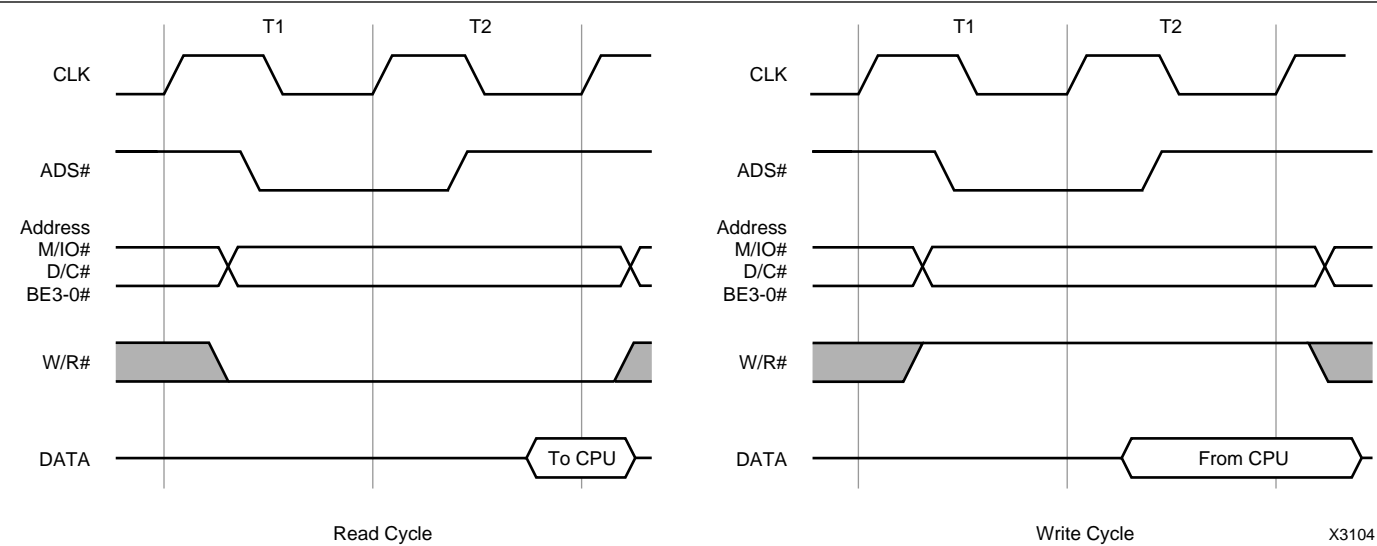 T1 T2
CLK
ADS#
Address
M/IO#
D/C#
BE3-0#
W/R#
DATA To CPU
Read Cycle
T1 T2
CLK
ADS#
Address
M/IO#
D/C#
BE3-0#
W/R#
DATA From CPU
Write Cycle
X3104